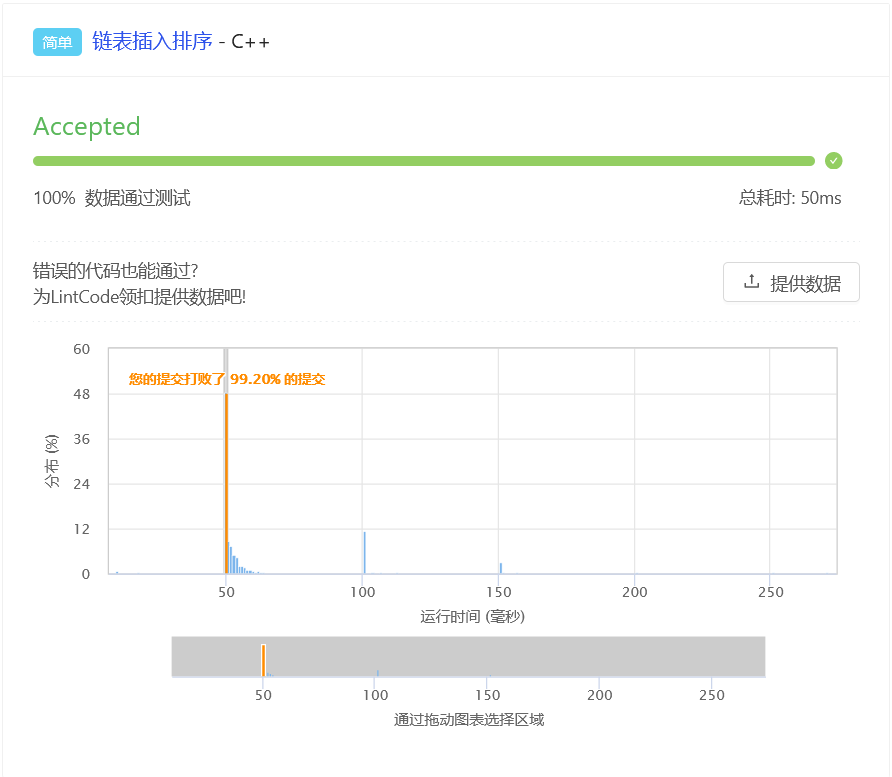 简单 链表插入排序 - C++
Accepted
100% 数据通过测试 总耗时: 50ms
错误的代码也能通过?
为LintCode领扣提供数据吧!
提供数据
60
您的提交打败了 99.20% 的提交
48
36
分布 (%)
24
12
0
50 100 150 200 250
运行时间 (毫秒)
50 100 150 200 250
通过拖动图表选择区域